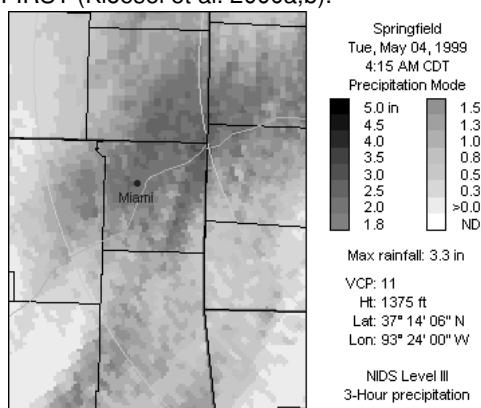 FIRST (Kloesel et al. 2000a,b).
Springfield
Tue, May 04, 1999
4:15 AM CDT
Precipitation Mode
5.0 in 1.5
4.5 1.3
4.0 1.0
3.5 0.8
3.0 0.5
2.5 0.3
2.0 >0.0
1.8 ND
Miami
Max rainfall: 3.3 in
VCP: 11
Ht: 1375 ft
Lat: 37° 14' 06" N
Lon: 93° 24' 00" W
NIDS Level III
3-Hour precipitation